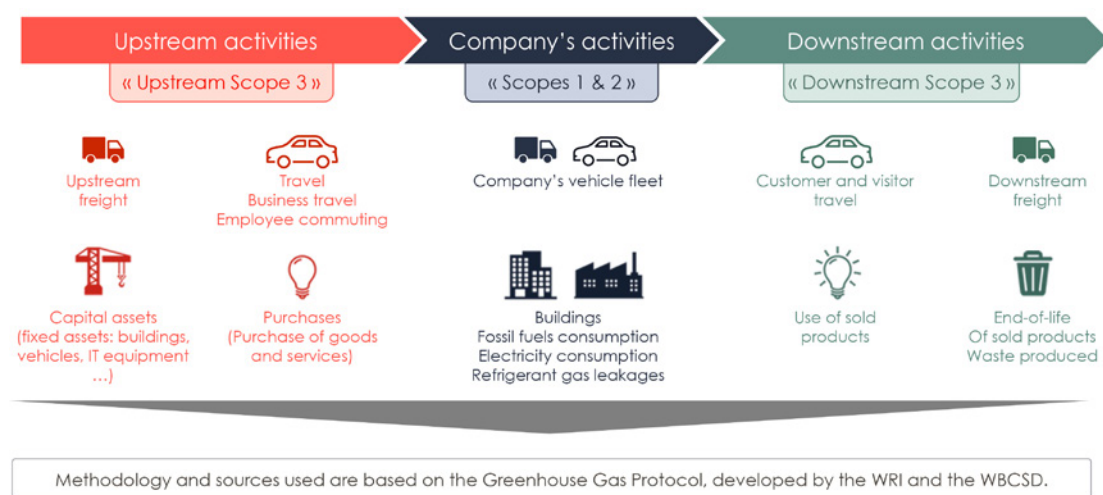 Upstream activities
Company's activities
Downstream activities
« Upstream Scope 3 »
« Scopes 1 & 2 »
« Downstream Scope 3 »
Upstream
freight
Travel
Business travel
Employee commuting
Company's vehicle fleet
Customer and visitor
travel
Downstream
freight
Capital assets
(fixed assets: buildings,
vehicles, IT equipment
...)
Purchases
(Purchase of goods
and services)
Buildings
Fossil fuels consumption
Electricity consumption
Refrigerant gas leakages
Use of sold
products
End-of-life
Of sold products
Waste produced
Methodology and sources used are based on the Greenhouse Gas Protocol, developed by the WRI and the WBCSD.